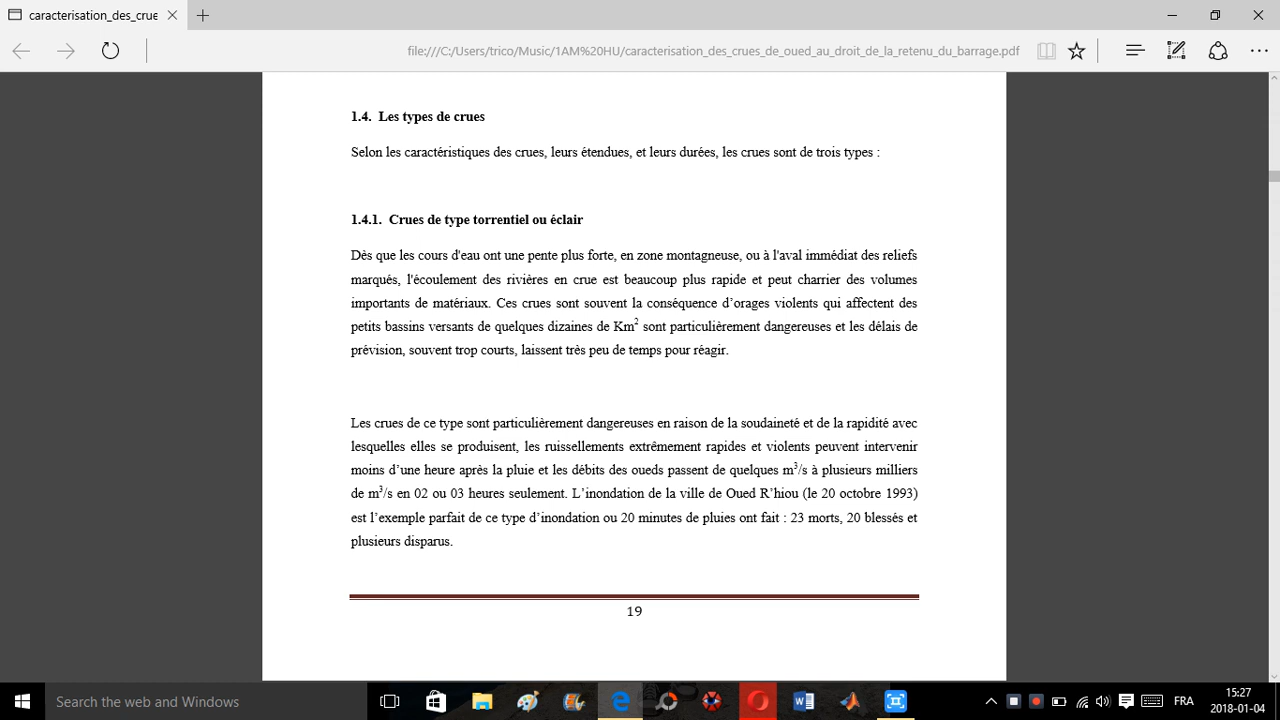 caracterisation_des_crue
file:///C:/Users/trico/Music/1AM%20HU/caracterisation_des_crues_de_oued_au_droit_de_la_retenu_du_barrage.pdf
1.4. Les types de crues
Selon les caractéristiques des crues, leurs étendues, et leurs durées, les crues sont de trois types :
1.4.1. Crues de type torrentiel ou éclair
Dès que les cours d'eau ont une pente plus forte, en zone montagneuse, ou à l'aval immédiat des reliefs
marqués, l'écoulement des rivières en crue est beaucoup plus rapide et peut charrier des volumes
importants de matériaux. Ces crues sont souvent la conséquence d’orages violents qui affectent des
petits bassins versants de quelques dizaines de Km² sont particulièrement dangereuses et les délais de
prévision, souvent trop courts, laissent très peu de temps pour réagir.
Les crues de ce type sont particulièrement dangereuses en raison de la soudaineté et de la rapidité avec
lesquelles elles se produisent, les ruissellements extrêmement rapides et violents peuvent intervenir
moins d’une heure après la pluie et les débits des oueds passent de quelques m³/s à plusieurs milliers
de m³/s en 02 ou 03 heures seulement. L’inondation de la ville de Oued R’hiou (le 20 octobre 1993)
est l’exemple parfait de ce type d’inondation ou 20 minutes de pluies ont fait : 23 morts, 20 blessés et
plusieurs disparus.
19
Search the web and Windows
FRA
15:27
2018-01-04